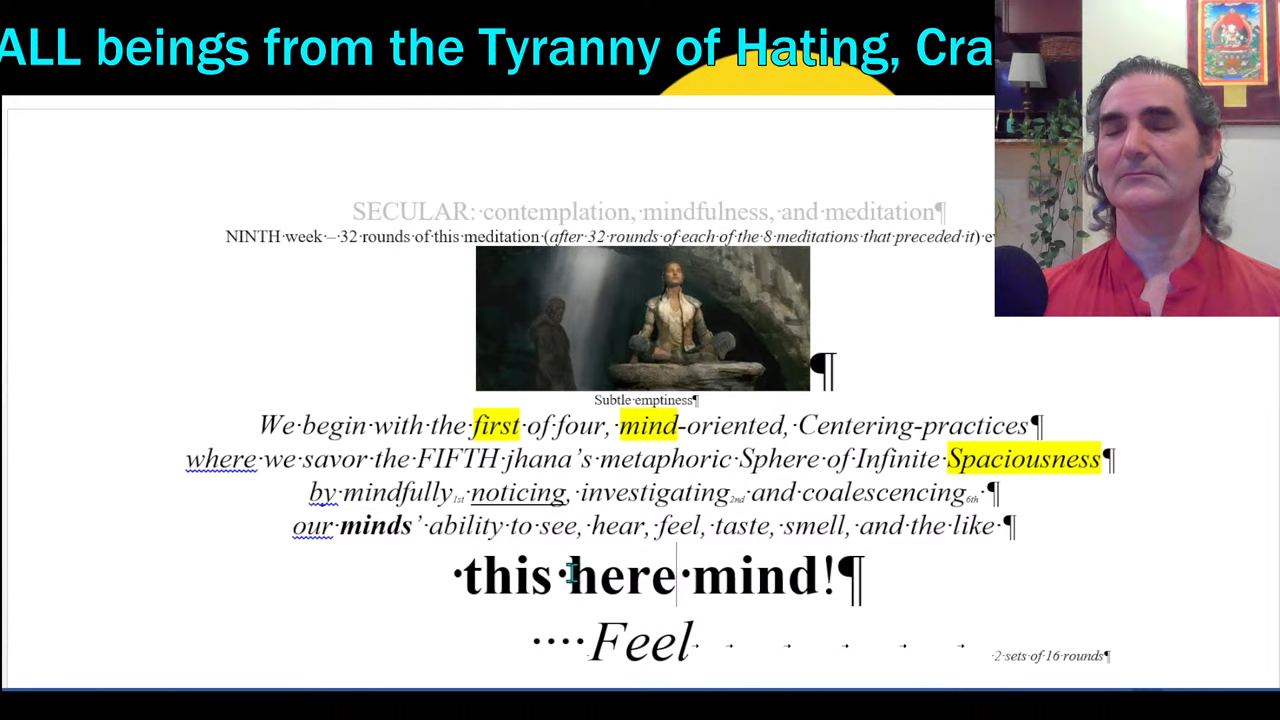 ALL beings from the Tyranny of Hating, Cra
SECULAR: contemplation, mindfulness, and meditation¶
NINTH week – 32 rounds of this meditation (after 32 rounds of each of the 8 meditations that preceded it)
¶
Subtle emptiness¶
We begin with the first of four, mind-oriented, Centering-practices¶
where we savor the FIFTH jhana's metaphoric Sphere of Infinite Spaciousness¶
by mindfully 1st noticing, investigating 2nd and coalescencing 6th ¶
our minds' ability to see, hear, feel, taste, smell, and the like ¶
this here mind!¶
Feel → → → → → → 2 sets of 16 rounds¶